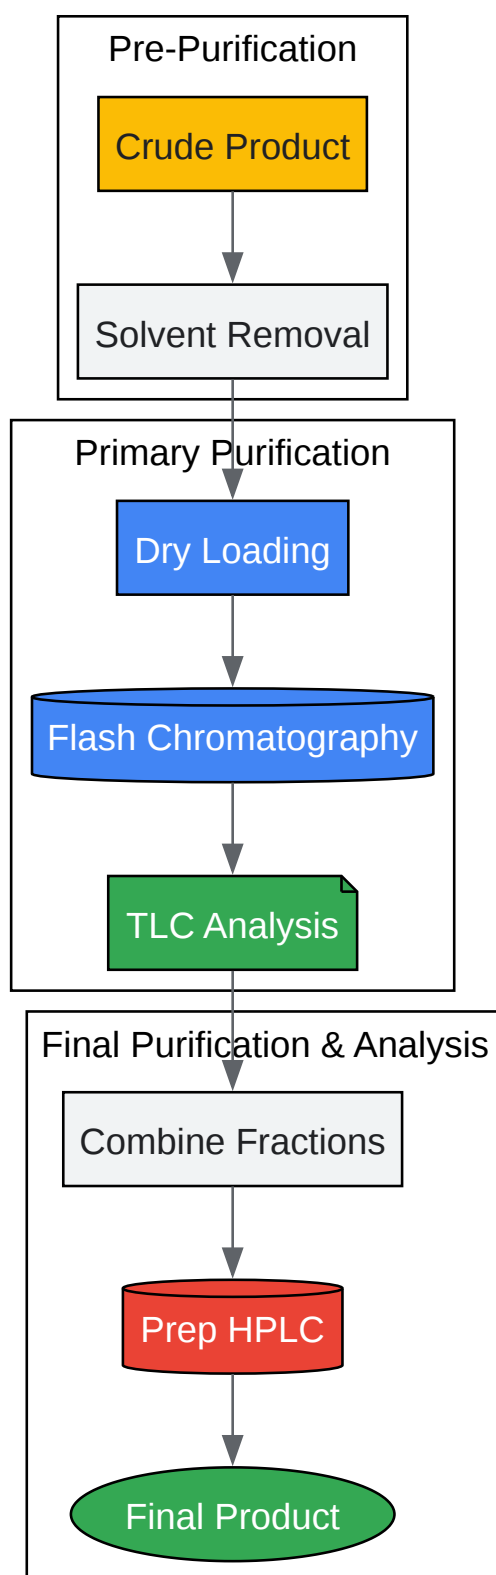 Pre-Purification
Crude Product
Solvent Removal
Primary Purification
Dry Loading
Flash Chromatography
TLC Analysis
Final Purification & Analysis
Combine Fractions
Prep HPLC
Final Product